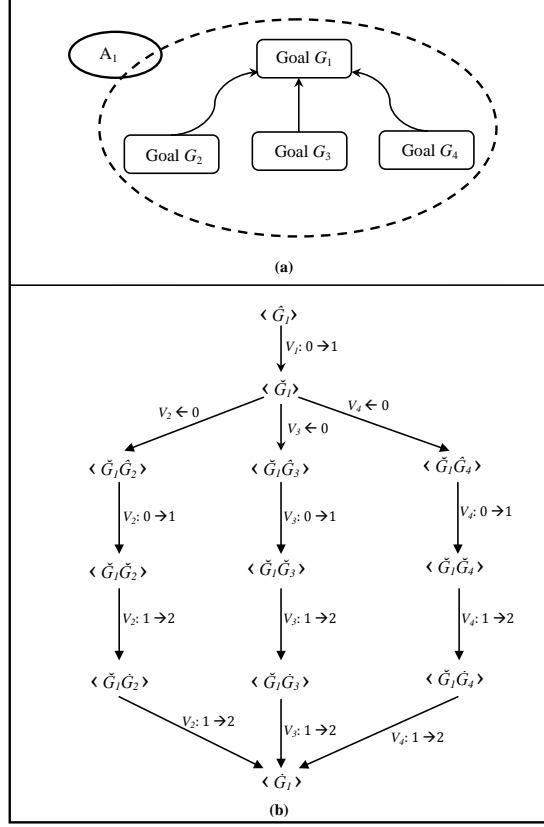 A₁
Goal G₁
Goal G₂
Goal G₃
Goal G₄
(a)
‹ Ĝ₁›
V₁: 0 →1
‹ Ğ₁›
V₂ ← 0
V₃ ← 0
V₄ ← 0
‹ Ğ₁Ĝ₂›
‹ Ğ₁Ĝ₃›
‹ Ğ₁Ĝ₄›
V₂: 0 →1
V₃: 0 →1
V₄: 0 →1
‹ Ğ₁Ğ₂›
‹ Ğ₁Ğ₃›
‹ Ğ₁Ğ₄›
V₂: 1 →2
V₃: 1 →2
V₄: 1 →2
‹ Ğ₁Ġ₂›
‹ Ğ₁Ġ₃›
‹ Ğ₁Ġ₄›
V₂: 1 →2
V₃: 1 →2
V₄: 1 →2
‹ Ġ₁›
(b)